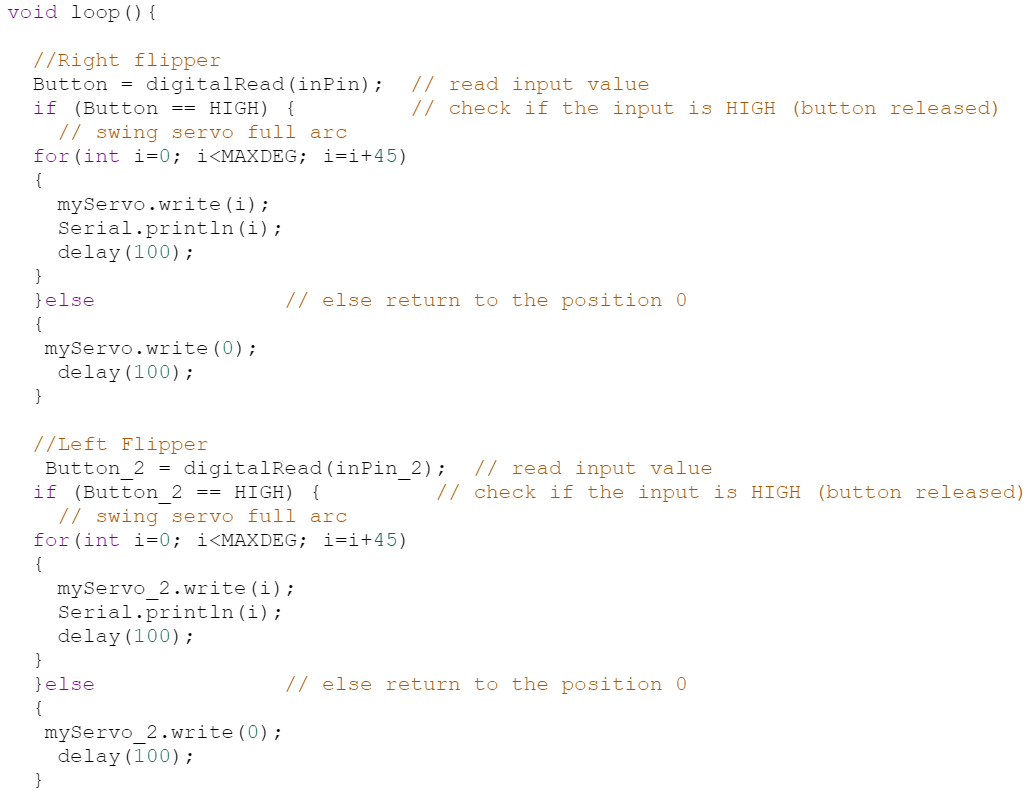 void loop(){
//Right flipper
Button = digitalRead(inPin);  // read input value
if (Button == HIGH) {         // check if the input is HIGH (button released)
// swing servo full arc
for(int i=0; i<MAXDEG; i=i+45)
{
myServo.write(i);
Serial.println(i);
delay(100);
}
}else               // else return to the position 0
{
myServo.write(0);
delay(100);
}
//Left Flipper
Button_2 = digitalRead(inPin_2);  // read input value
if (Button_2 == HIGH) {         // check if the input is HIGH (button released)
// swing servo full arc
for(int i=0; i<MAXDEG; i=i+45)
{
myServo_2.write(i);
Serial.println(i);
delay(100);
}
}else               // else return to the position 0
{
myServo_2.write(0);
delay(100);
}